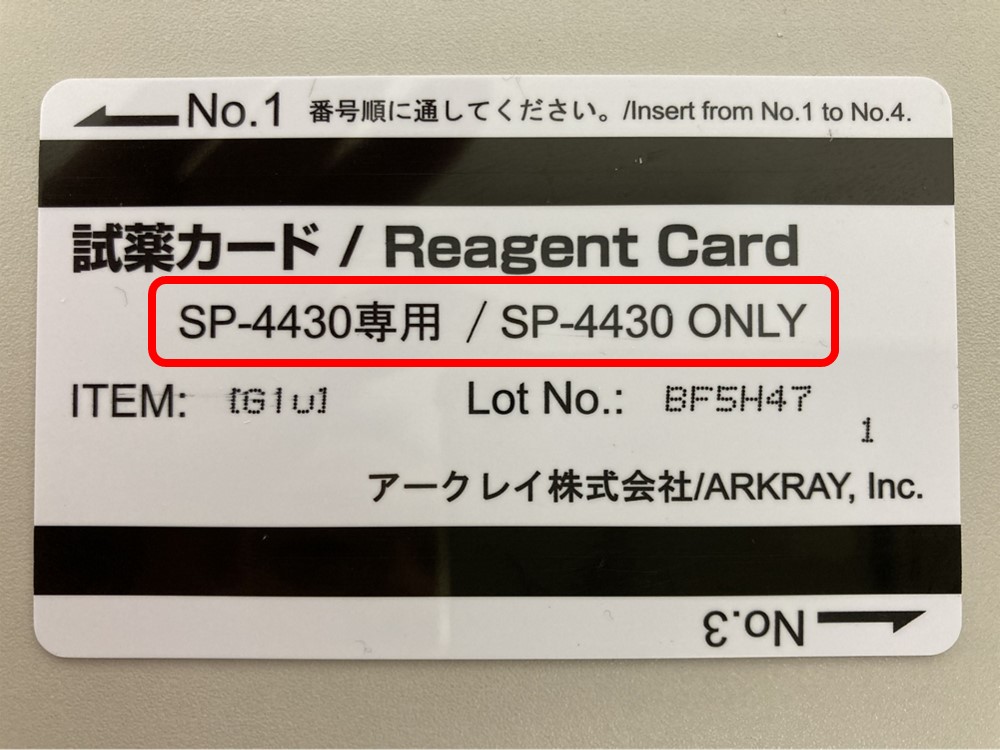 No.1 番号順に通してください。/Insert from No.1 to No.4.
試薬カード / Reagent Card
SP-4430専用 / SP-4430 ONLY
ITEM: [Glu] Lot No.: BF5H47
1
アークレイ株式会社/ARKRAY, Inc.
No.3